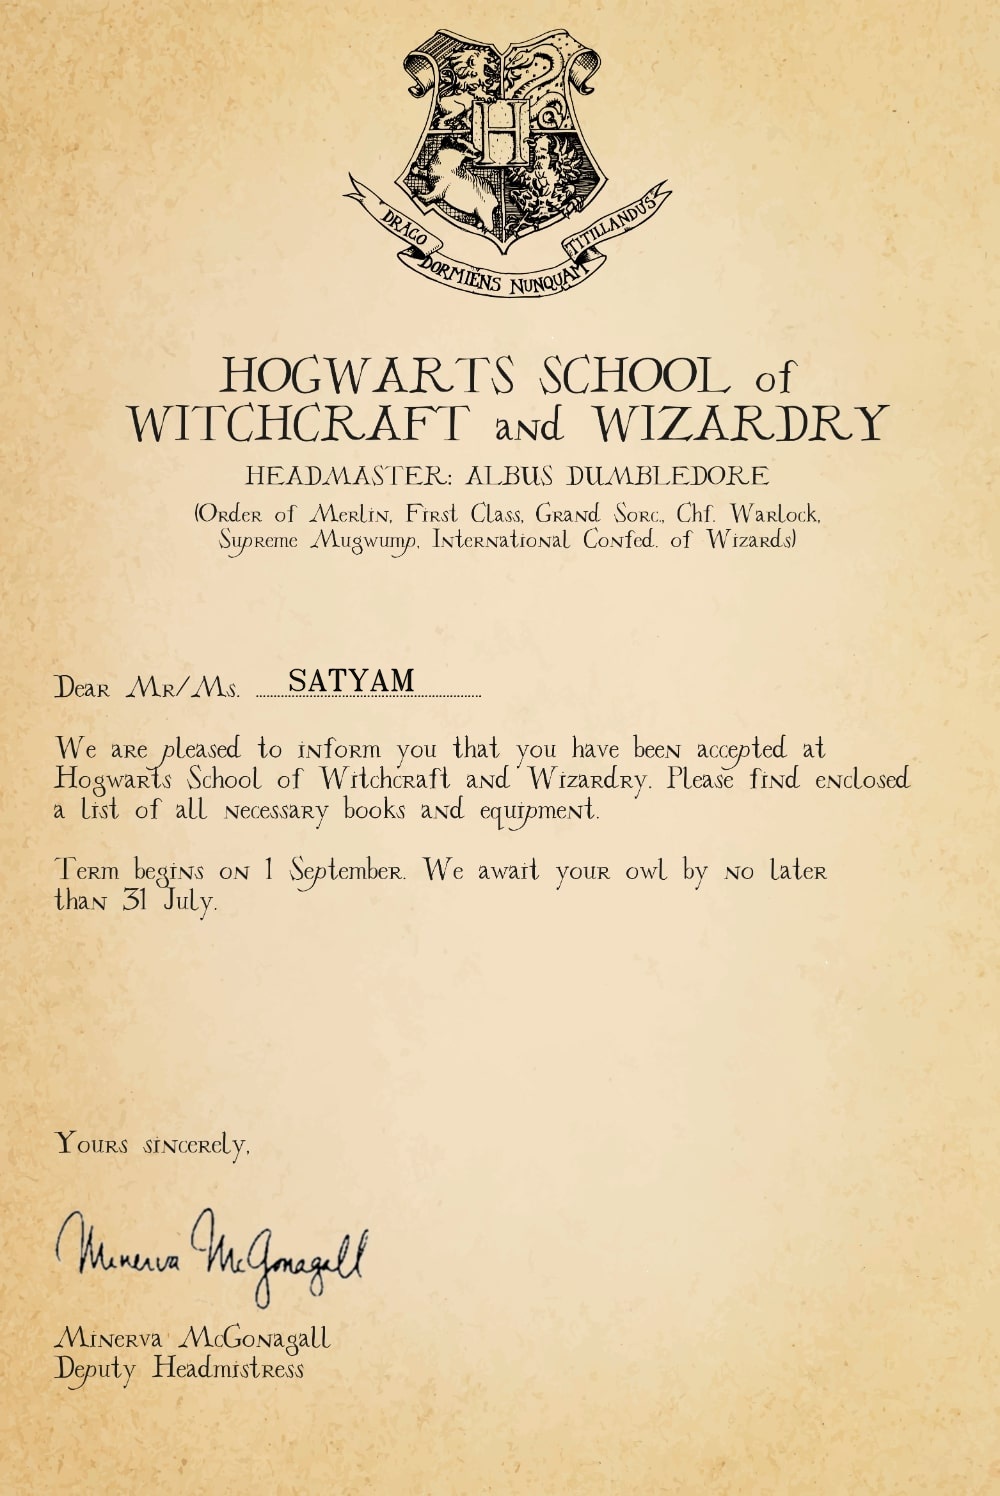 DRACO
DORMIENS NUNQUAM
TITILLANDUS
H
HOGWARTS SCHOOL of
WITCHCRAFT and WIZARDRY
HEADMASTER: ALBUS DUMBLEDORE
(Order of Merlin, First Class, Grand Sorc., Chf. Warlock,
Supreme Mugwump, International Confed. of Wizards)
Dear Mr/Ms. SATYAM
We are pleased to inform you that you have been accepted at
Hogwarts School of Witchcraft and Wizardry. Please find enclosed
a list of all necessary books and equipment.
Term begins on 1 September. We await your owl by no later
than 31 July.
Yours sincerely,
Minerva McGonagall
Minerva McGonagall
Deputy Headmistress